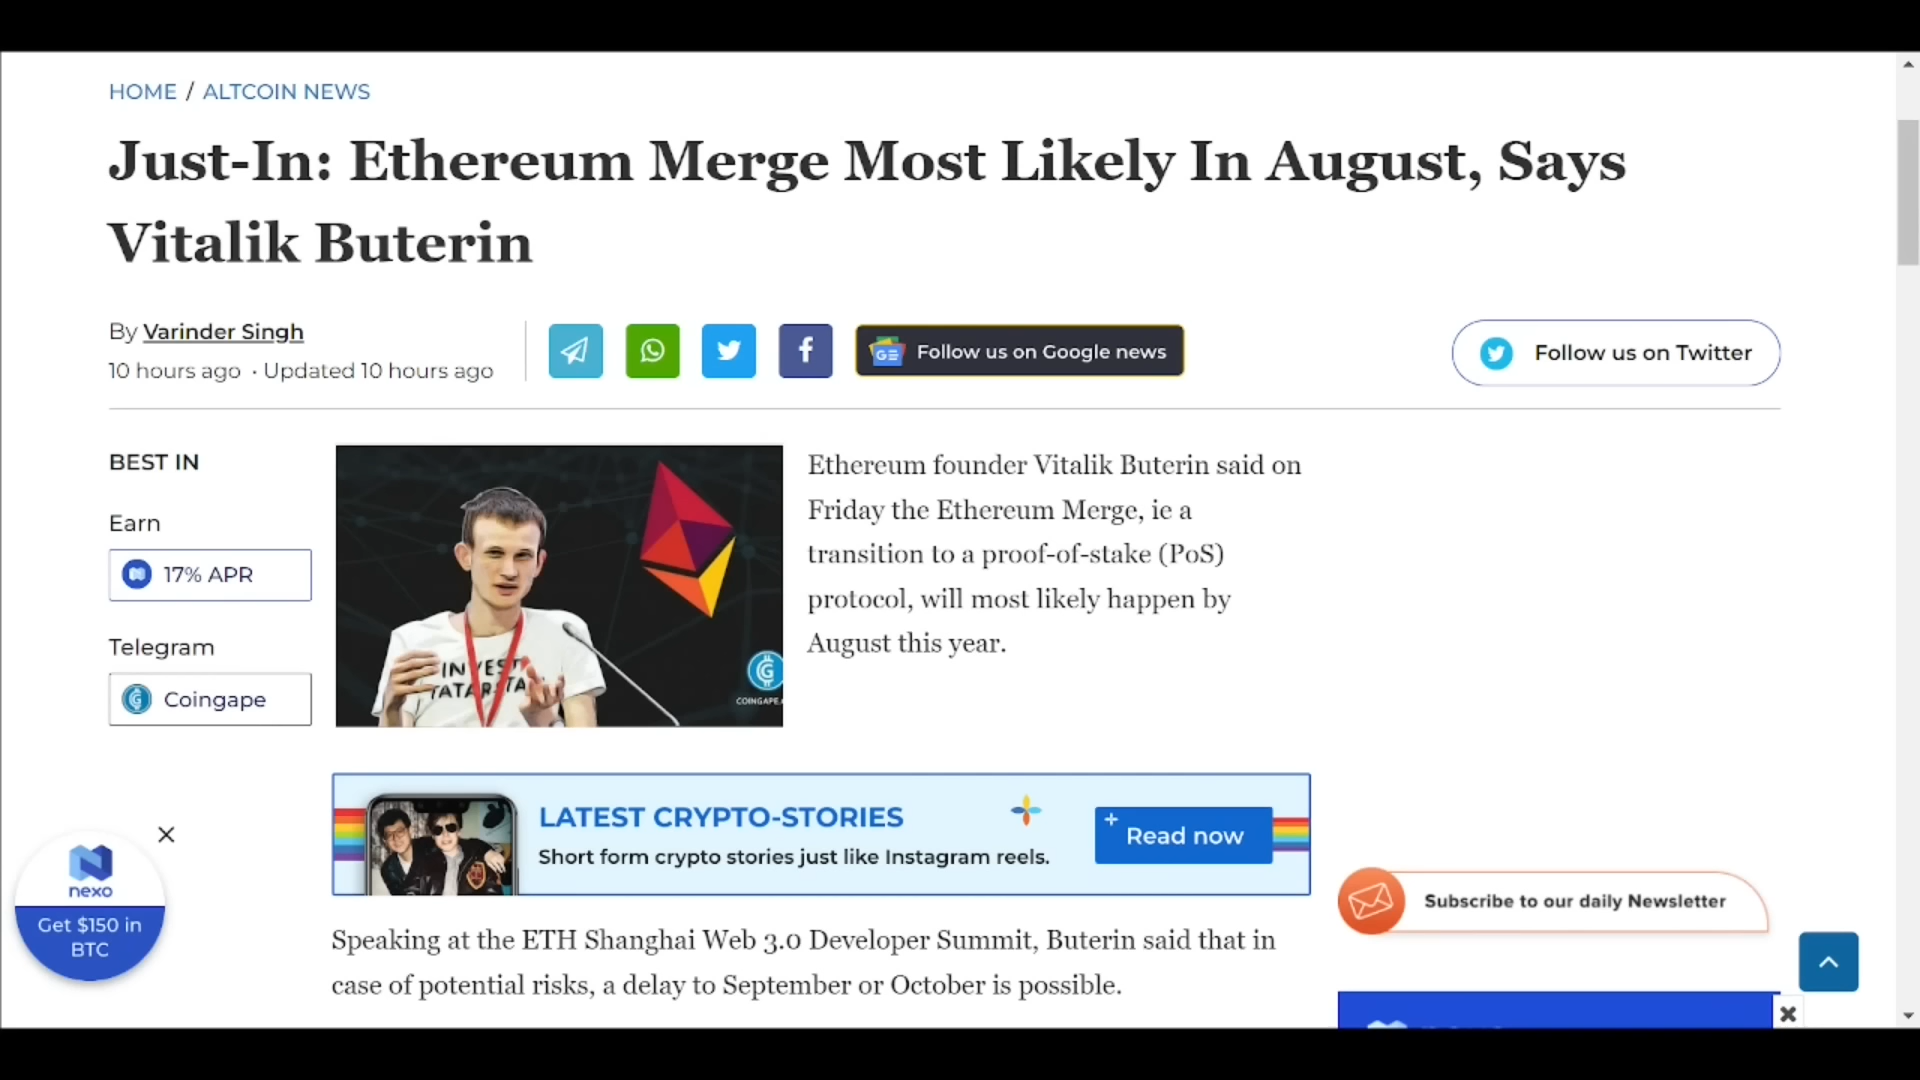 HOME / ALTCOIN NEWS
Just-In: Ethereum Merge Most Likely In August, Says
Vitalik Buterin
By Varinder Singh
10 hours ago · Updated 10 hours ago
Follow us on Google news
Follow us on Twitter
BEST IN
Earn
17% APR
Telegram
Coingape
INVEST
TATARSTA
COINGAPE.
Ethereum founder Vitalik Buterin said on
Friday the Ethereum Merge, ie a
transition to a proof-of-stake (PoS)
protocol, will most likely happen by
August this year.
LATEST CRYPTO-STORIES
Short form crypto stories just like Instagram reels.
Read now
nexo
Get $150 in
BTC
Subscribe to our daily Newsletter
Speaking at the ETH Shanghai Web 3.0 Developer Summit, Buterin said that in
case of potential risks, a delay to September or October is possible.